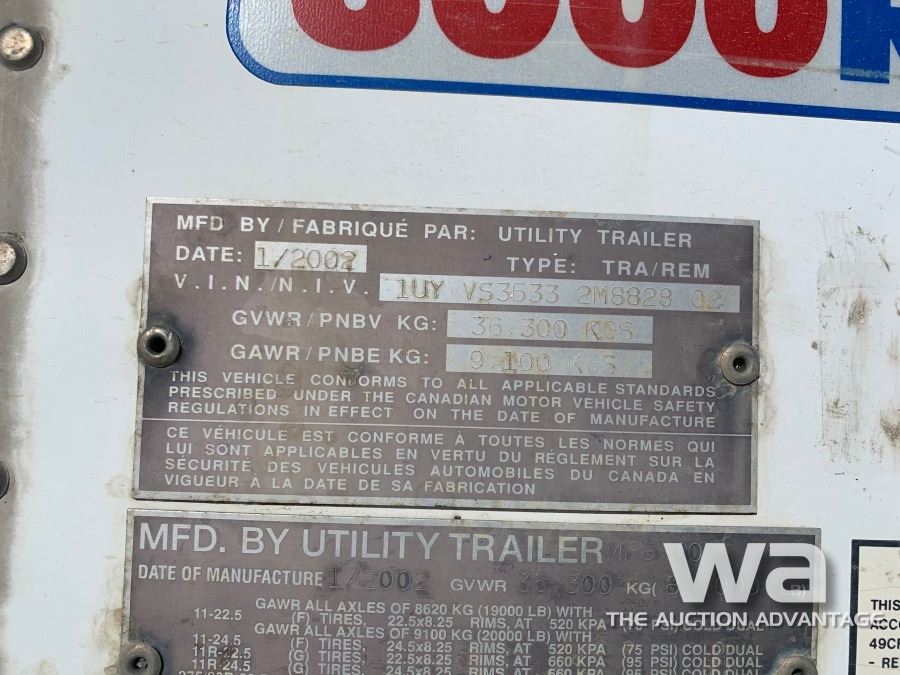 MFD BY / FABRIQUÉ PAR: UTILITY TRAILER
DATE: 1/2002 TYPE: TRA/REM
V.I.N./N.I.V. 1UY VS3533 2M8828 02
GVWR/PNBV KG: 36,300 KGS
GAWR/PNBE KG: 9,100 KGS
THIS VEHICLE CONFORMS TO ALL APPLICABLE STANDARDS
PRESCRIBED UNDER THE CANADIAN MOTOR VEHICLE SAFETY
REGULATIONS IN EFFECT ON THE DATE OF MANUFACTURE
CE VÉHICULE EST CONFORME À TOUTES LES NORMES QUI
LUI SONT APPLICABLES EN VERTU DU RÉGLEMENT SUR LA
SÉCURITÉ DES VEHICULES AUTOMOBILES DU CANADA EN
VIGUEUR À LA DATE DE SA FABRICATION
MFD. BY UTILITY TRAILER
DATE OF MANUFACTURE 1/2002 GVWR 36,300 KG(
GAWR ALL AXLES OF 8620 KG (19000 LB) WITH
11-22.5 (F) TIRES, 22.5x8.25 RIMS, AT 520 KPA (75 PSI) COLD DUAL
GAWR ALL AXLES OF 9100 KG (20000 LB) WITH
11-24.5 (F) TIRES, 24.5x8.25 RIMS, AT 520 KPA (75 PSI) COLD DUAL
11R-22.5 (G) TIRES, 22.5x8.25 RIMS, AT 660 KPA (95 PSI) COLD DUAL
11R-24.5 (G) TIRES, 24.5x8.25 RIMS, AT 660 KPA (95 PSI) COLD DUAL
wa
THE AUCTION ADVANTAGE
THIS
ACCO
49CF
- RE